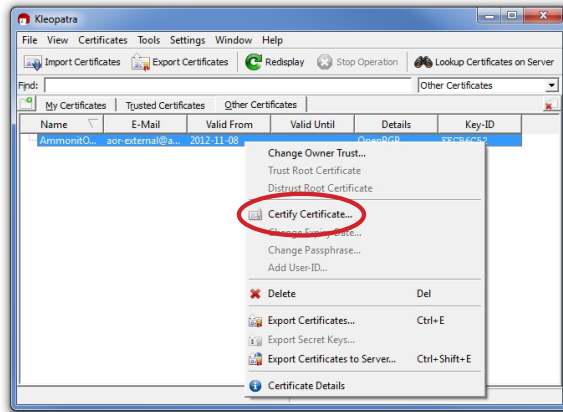 Kleopatra
File View Certificates Tools Settings Window Help
Import Certificates Export Certificates Redisplay Stop Operation Lookup Certificates on Server
Find: Other Certificates
My Certificates Trusted Certificates Other Certificates
Name E-Mail Valid From Valid Until Details Key-ID
AmmonitO... aor-external@a... 2012-11-08 OpenPGP
Change Owner Trust...
Trust Root Certificate
Distrust Root Certificate
Certify Certificate...
Change Expiry Date...
Change Passphrase...
Add User-ID...
Delete Del
Export Certificates... Ctrl+E
Export Secret Keys...
Export Certificates to Server... Ctrl+Shift+E
Certificate Details